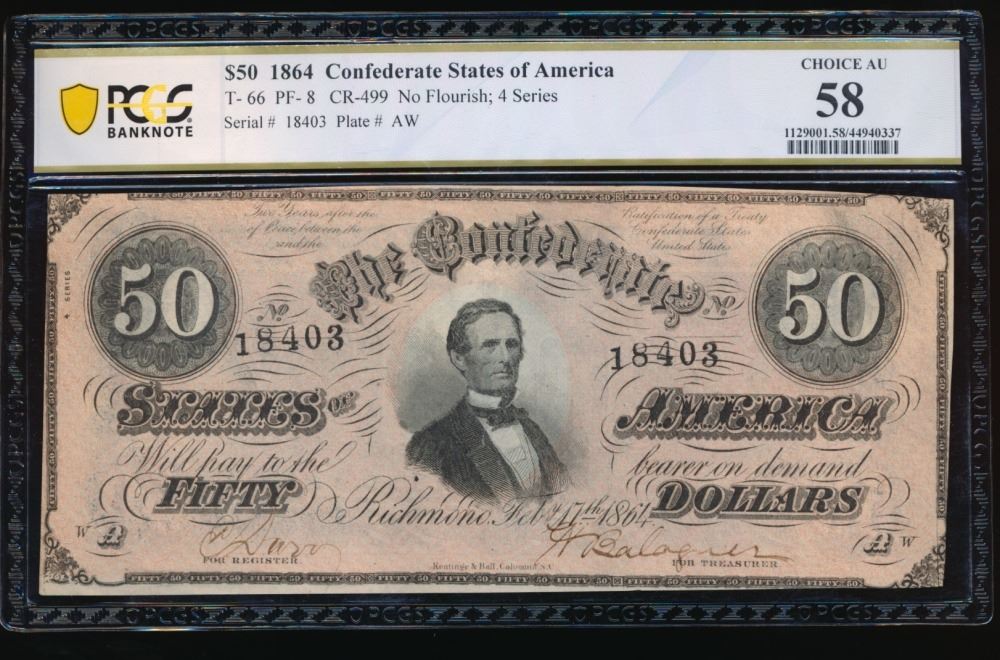 PCGS
BANKNOTE
$50 1864 Confederate States of America
T- 66 PF- 8 CR-499 No Flourish; 4 Series
Serial # 18403 Plate # AW
CHOICE AU
58
1129001.58/44940337
Two Years after the
of Peace between the
and the
Ratification of a Treaty
Confederate States
United States
The Confederate
4 SERIES
50
No
18403
No
18403
50
STATES OF
AMERICA
Will pay to the
bearer on demand
FIFTY
DOLLARS
Richmond Feby 17th 1864
W A
A W
FOR REGISTER
Keatinge & Ball, Columbia, S.C.
FOR TREASURER